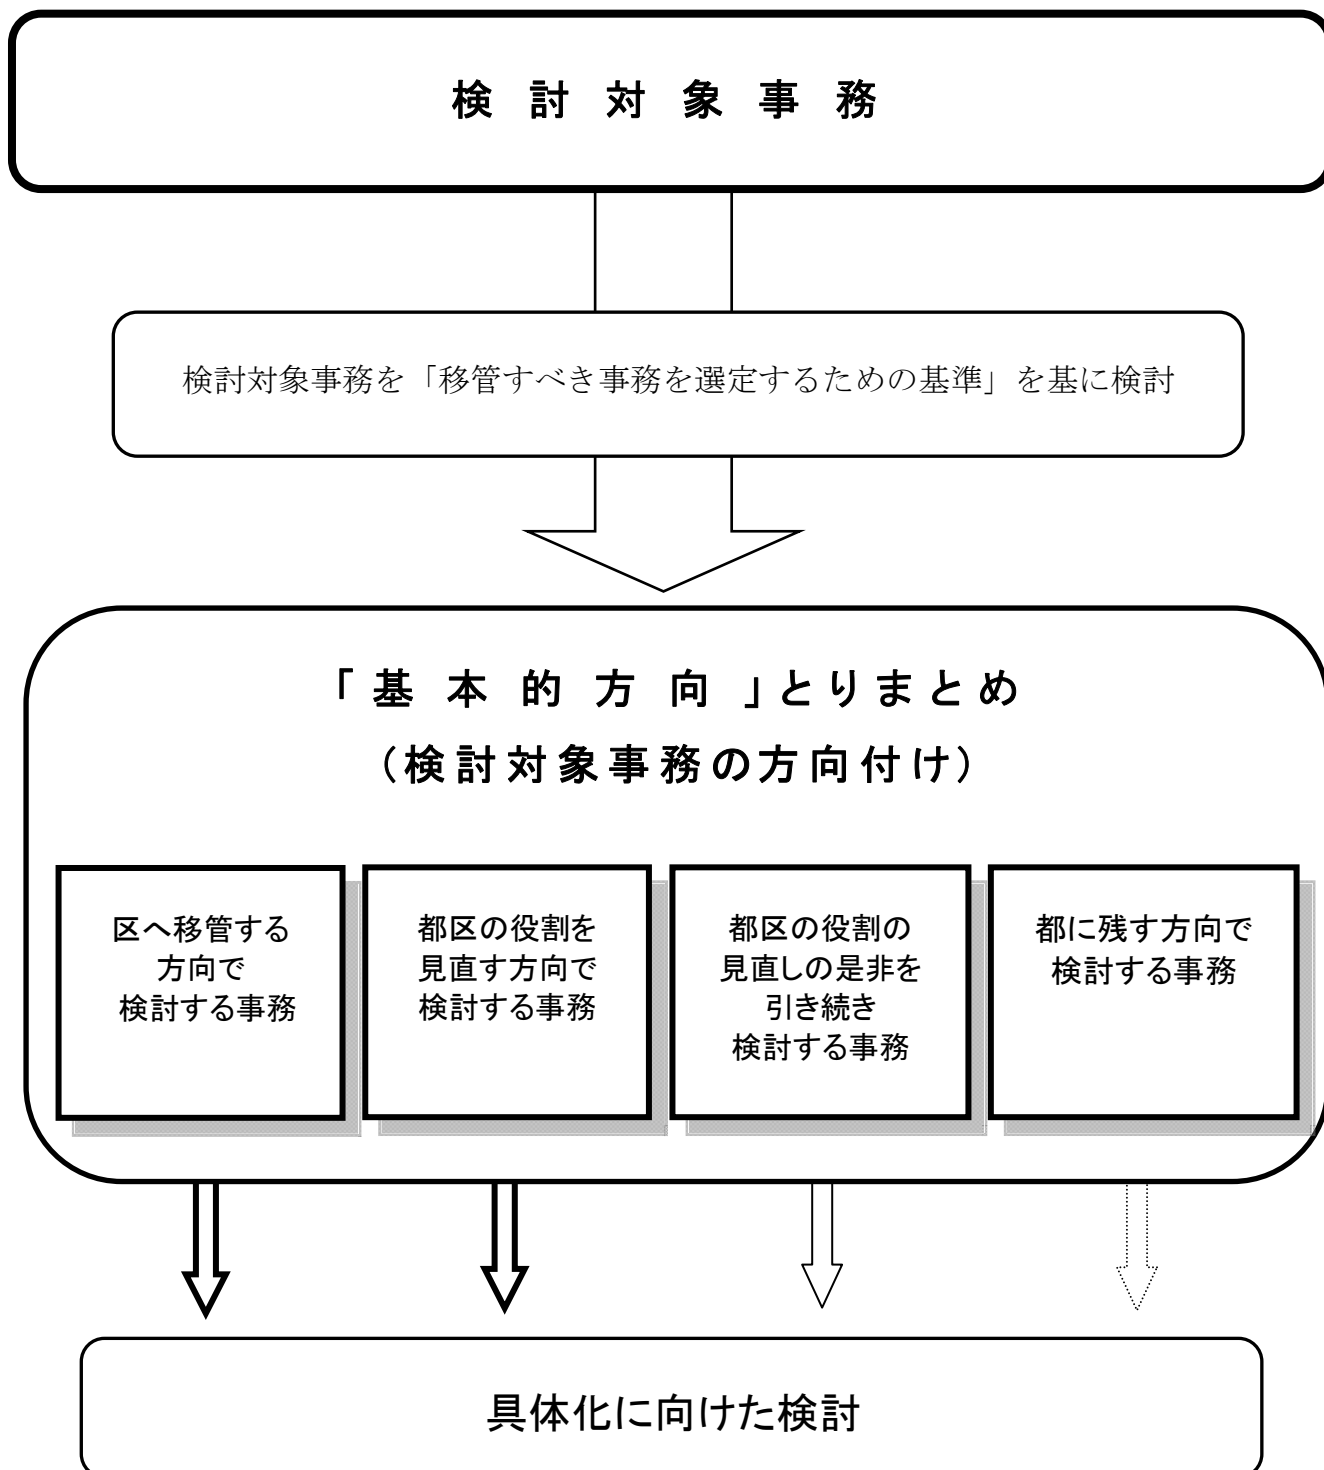 検討対象事務
検討対象事務を「移管すべき事務を選定するための基準」を基に検討
「基本的方向」とりまとめ
（検討対象事務の方向付け）
区へ移管する
方向で
検討する事務
都区の役割を
見直す方向で
検討する事務
都区の役割の
見直しの是非を
引き続き
検討する事務
都に残す方向で
検討する事務
具体化に向けた検討